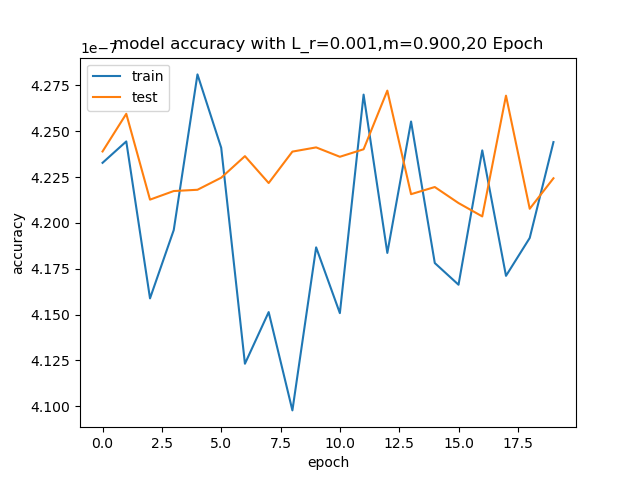 1e−7
model accuracy with L_r=0.001,m=0.900,20 Epoch
train
test
4.275
4.250
4.225
4.200
4.175
4.150
4.125
4.100
accuracy
0.0 2.5 5.0 7.5 10.0 12.5 15.0 17.5
epoch